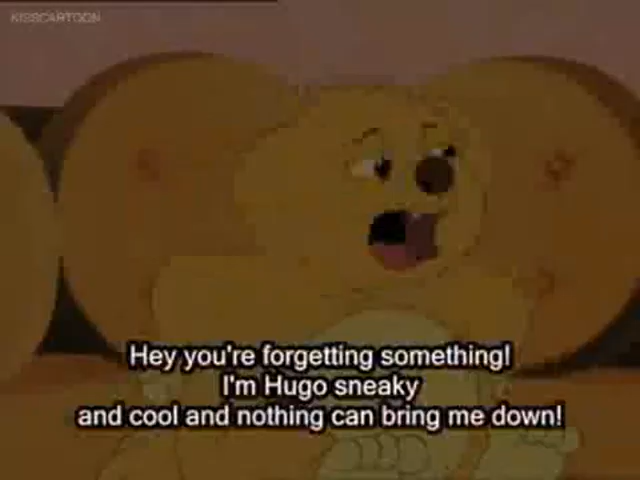 KISSCARTOON
Hey you're forgetting something!
I'm Hugo sneaky
and cool and nothing can bring me down!